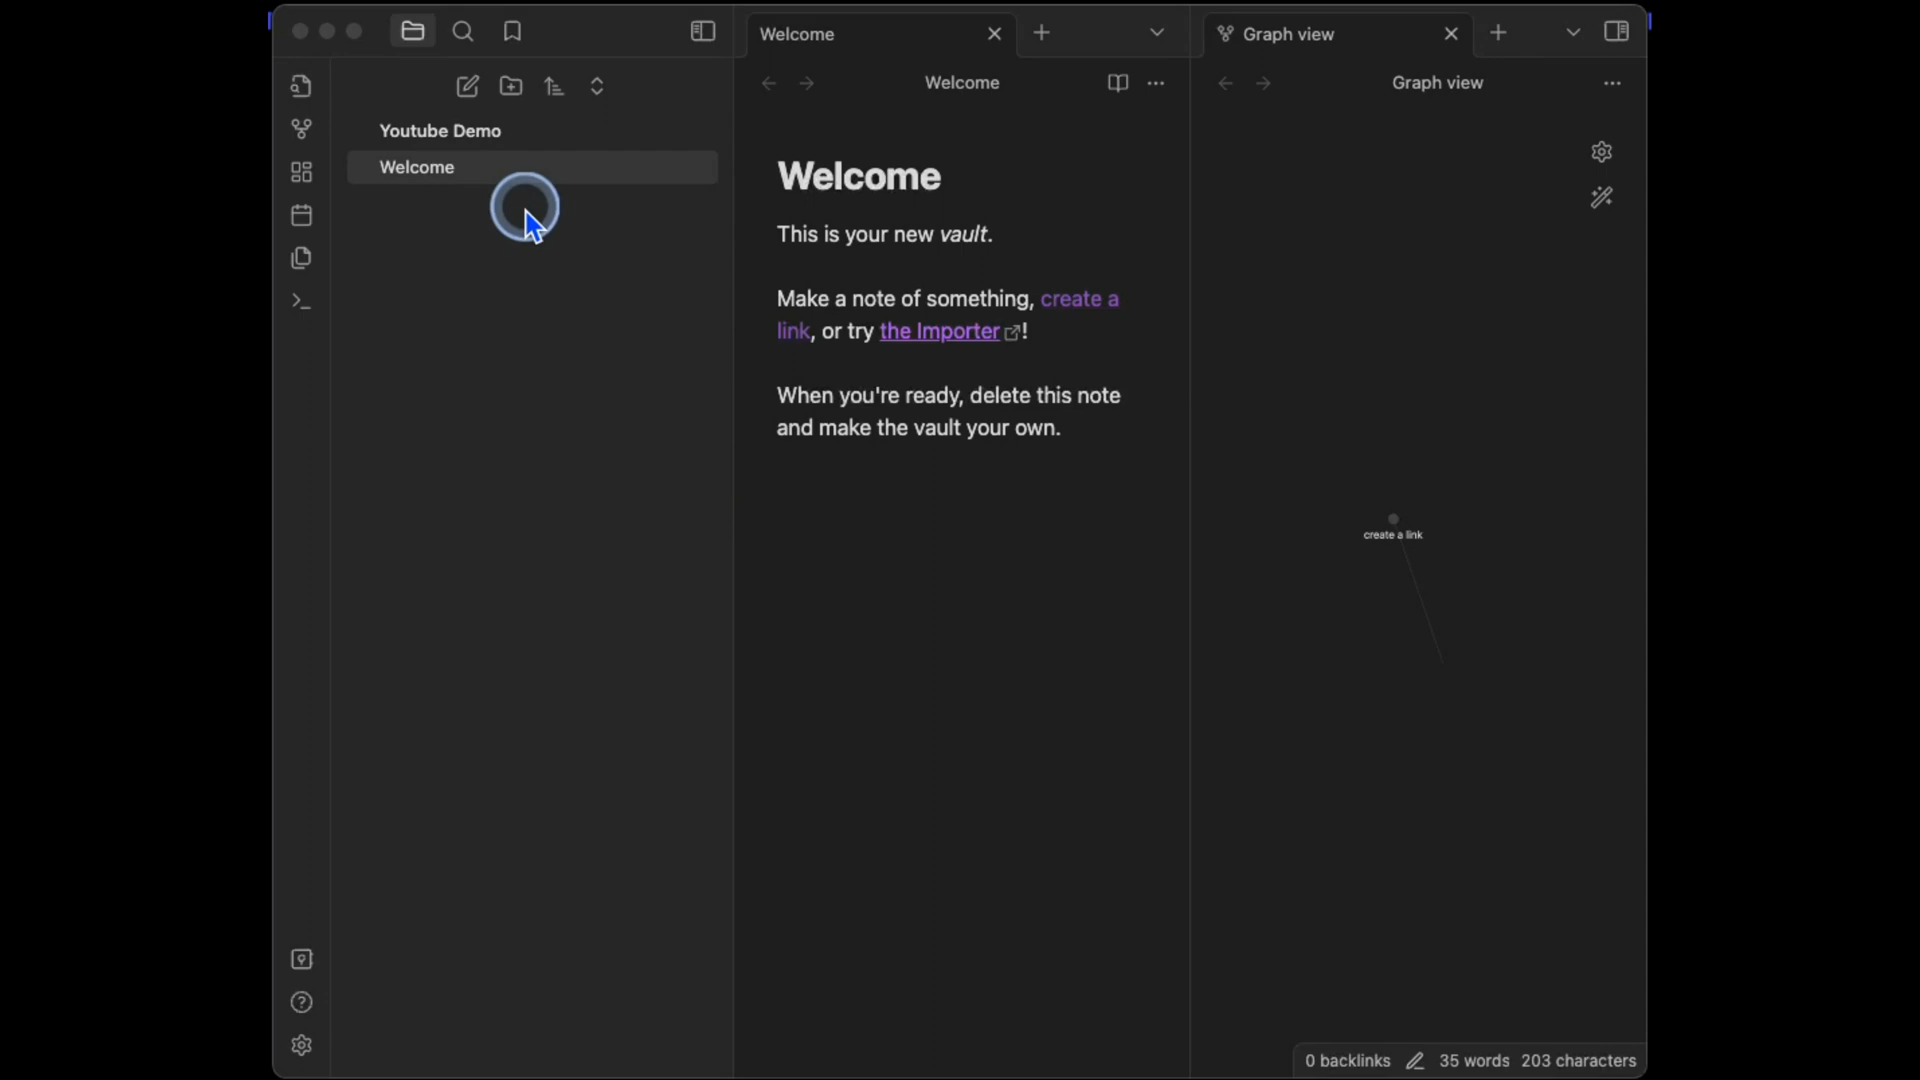 Welcome
Graph view
Welcome
Graph view
Youtube Demo
Welcome
Welcome
This is your new vault.
Make a note of something, create a
link, or try the Importer!
When you're ready, delete this note
and make the vault your own.
create a link
0 backlinks 35 words 203 characters